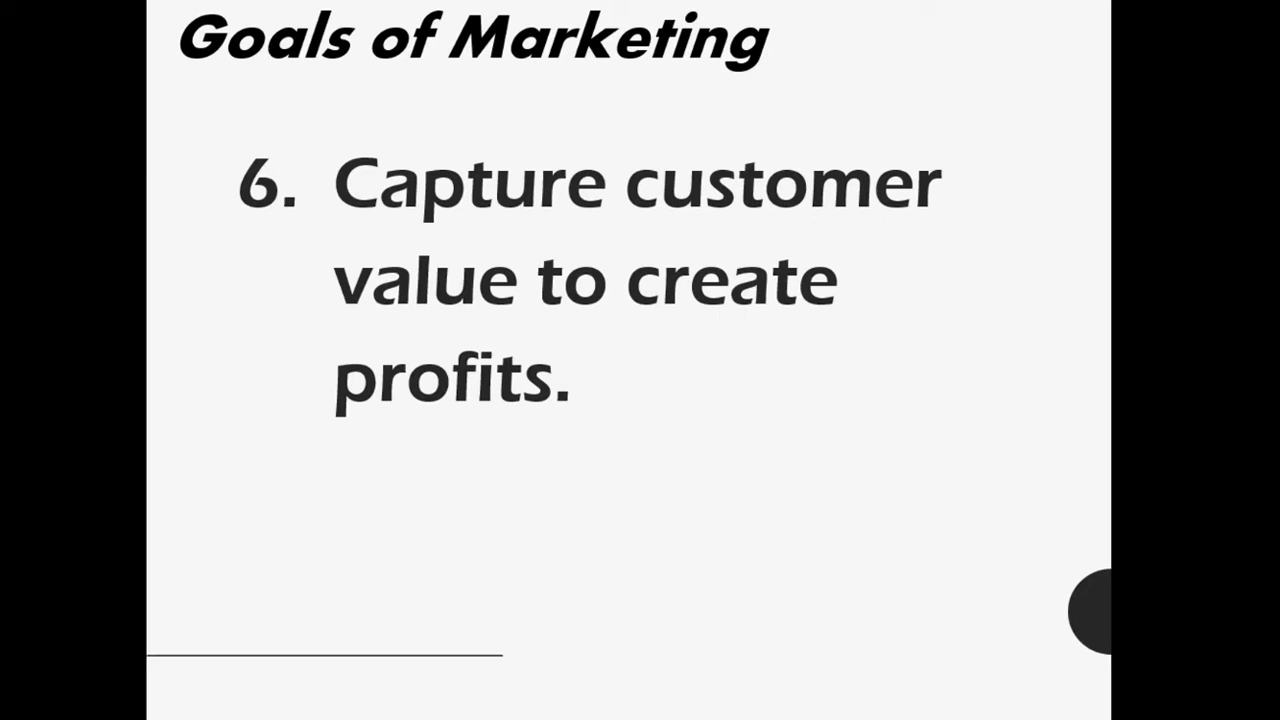 Goals of Marketing
6. Capture customer
value to create
profits.